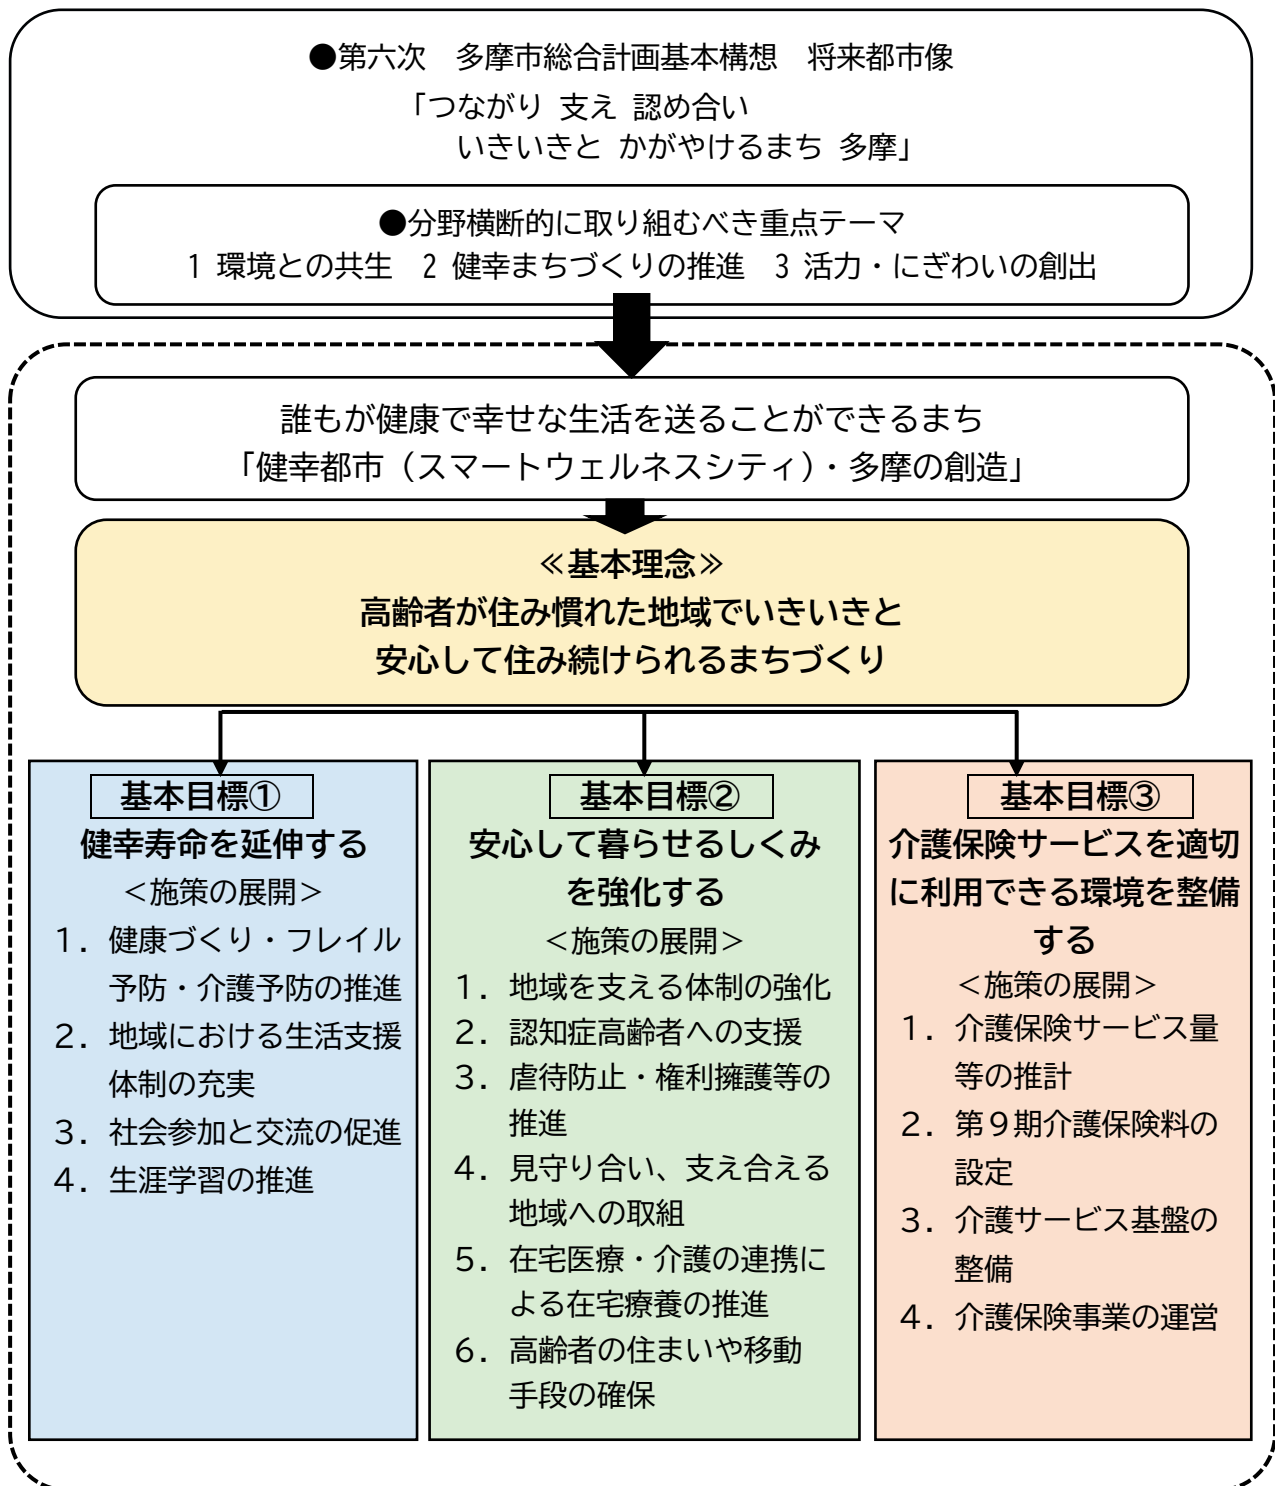 ●第六次　多摩市総合計画基本構想　将来都市像
「つながり 支え 認め合い
いきいきと かがやけるまち 多摩」
●分野横断的に取り組むべき重点テーマ
1 環境との共生　2 健幸まちづくりの推進　3 活力・にぎわいの創出
誰もが健康で幸せな生活を送ることができるまち
「健幸都市（スマートウェルネスシティ）・多摩の創造」
≪基本理念≫
高齢者が住み慣れた地域でいきいきと
安心して住み続けられるまちづくり
基本目標①
健幸寿命を延伸する
＜施策の展開＞
１．健康づくり・フレイル
予防・介護予防の推進
２．地域における生活支援
体制の充実
３．社会参加と交流の促進
４．生涯学習の推進
基本目標②
安心して暮らせるしくみ
を強化する
＜施策の展開＞
１．地域を支える体制の強化
２．認知症高齢者への支援
３．虐待防止・権利擁護等の
推進
４．見守り合い、支え合える
地域への取組
５．在宅医療・介護の連携に
よる在宅療養の推進
６．高齢者の住まいや移動
手段の確保
基本目標③
介護保険サービスを適切
に利用できる環境を整備
する
＜施策の展開＞
１．介護保険サービス量
等の推計
２．第９期介護保険料の
設定
３．介護サービス基盤の
整備
４．介護保険事業の運営